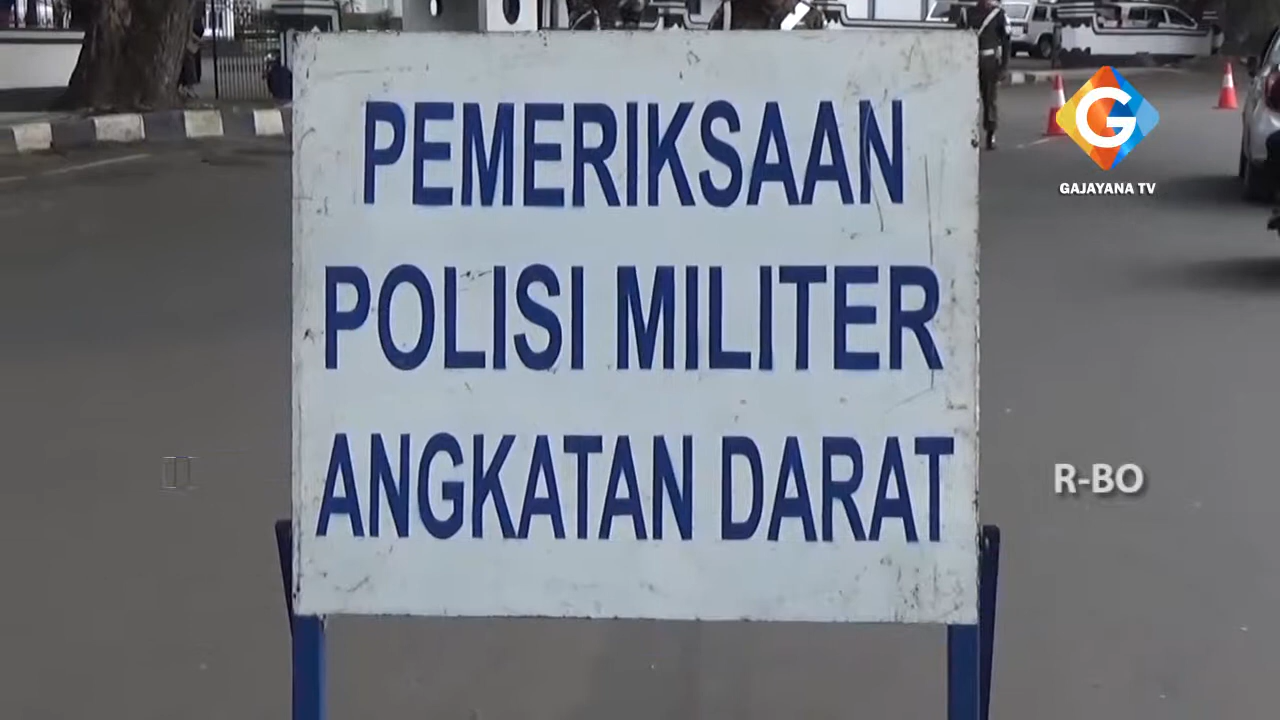 PEMERIKSAAN
POLISI MILITER
ANGKATAN DARAT
G
GAJAYANA TV
R-BO